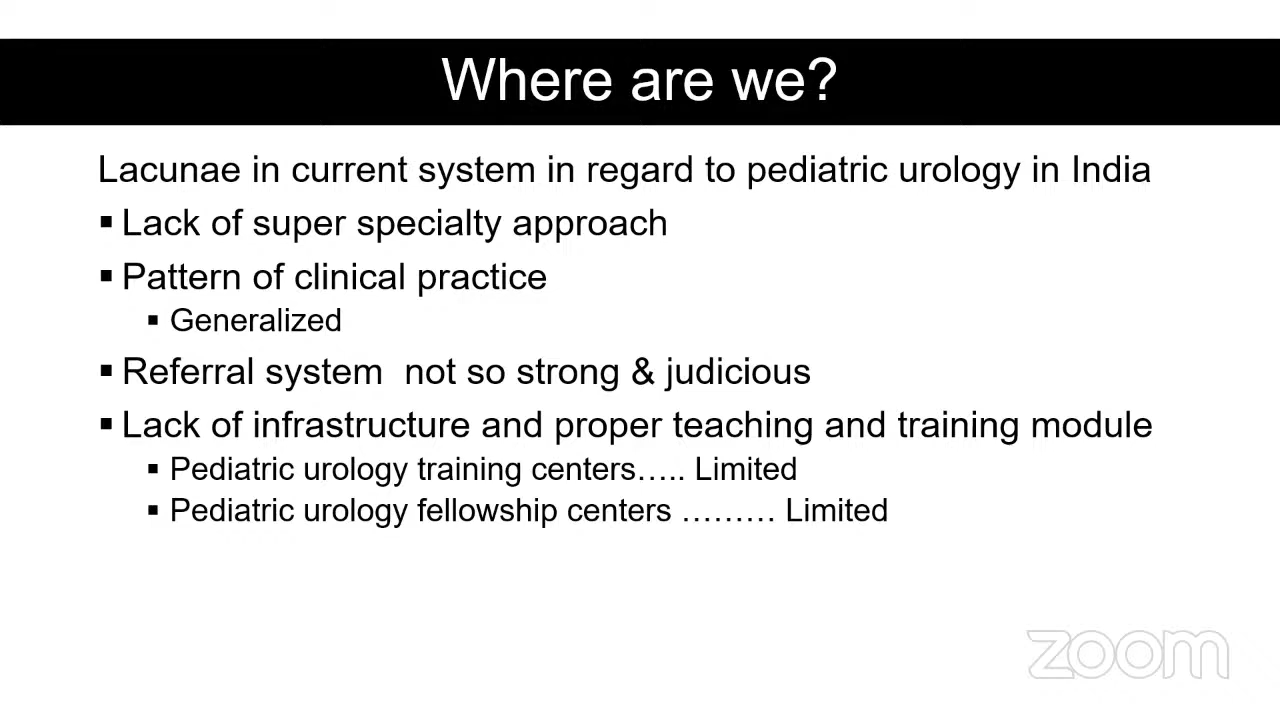 Where are we?
Lacunae in current system in regard to pediatric urology in India
▪ Lack of super specialty approach
▪ Pattern of clinical practice
▪ Generalized
▪ Referral system  not so strong & judicious
▪ Lack of infrastructure and proper teaching and training module
▪ Pediatric urology training centers….. Limited
▪ Pediatric urology fellowship centers ……… Limited
zoom